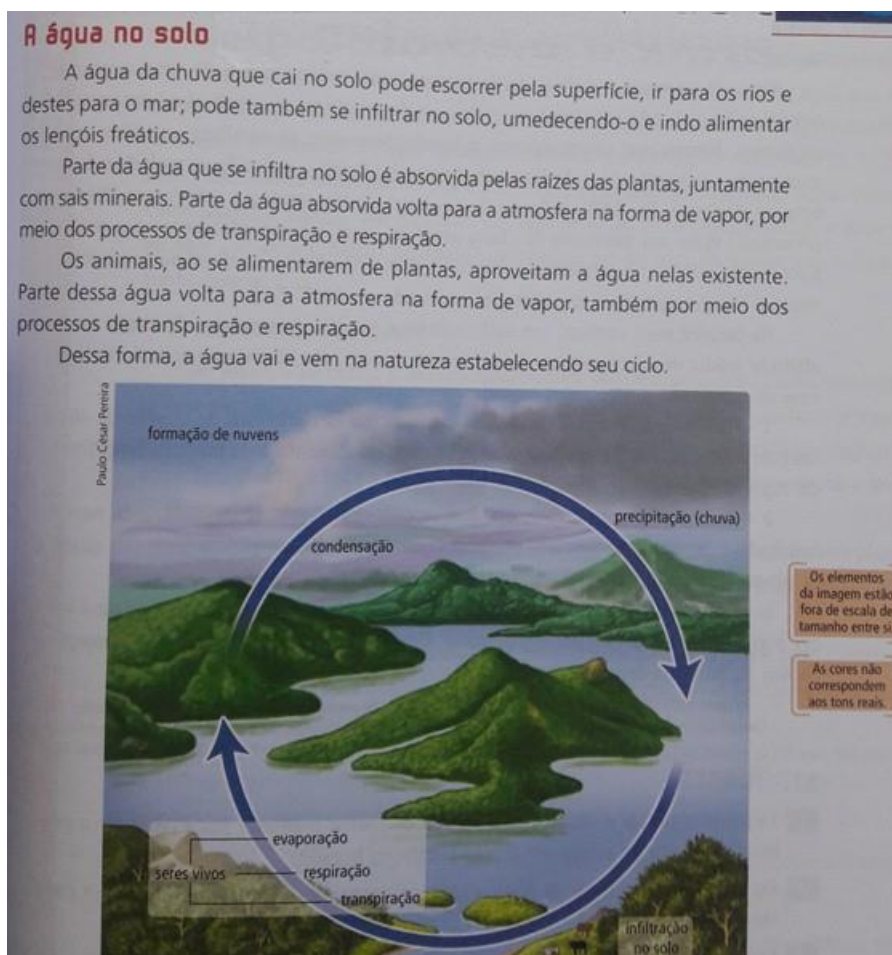 A água no solo
A água da chuva que cai no solo pode escorrer pela superfície, ir para os rios e
destes para o mar; pode também se infiltrar no solo, umedecendo-o e indo alimentar
os lençóis freáticos.
Parte da água que se infiltra no solo é absorvida pelas raízes das plantas, juntamente
com sais minerais. Parte da água absorvida volta para a atmosfera na forma de vapor, por
meio dos processos de transpiração e respiração.
Os animais, ao se alimentarem de plantas, aproveitam a água nelas existente.
Parte dessa água volta para a atmosfera na forma de vapor, também por meio dos
processos de transpiração e respiração.
Dessa forma, a água vai e vem na natureza estabelecendo seu ciclo.
Paulo César Pereira
formação de nuvens
precipitação (chuva)
condensação
Os elementos
da imagem estão
fora de escala de
tamanho entre si
As cores não
correspondem
aos tons reais.
evaporação
seres vivos
respiração
transpiração
infiltração
no solo